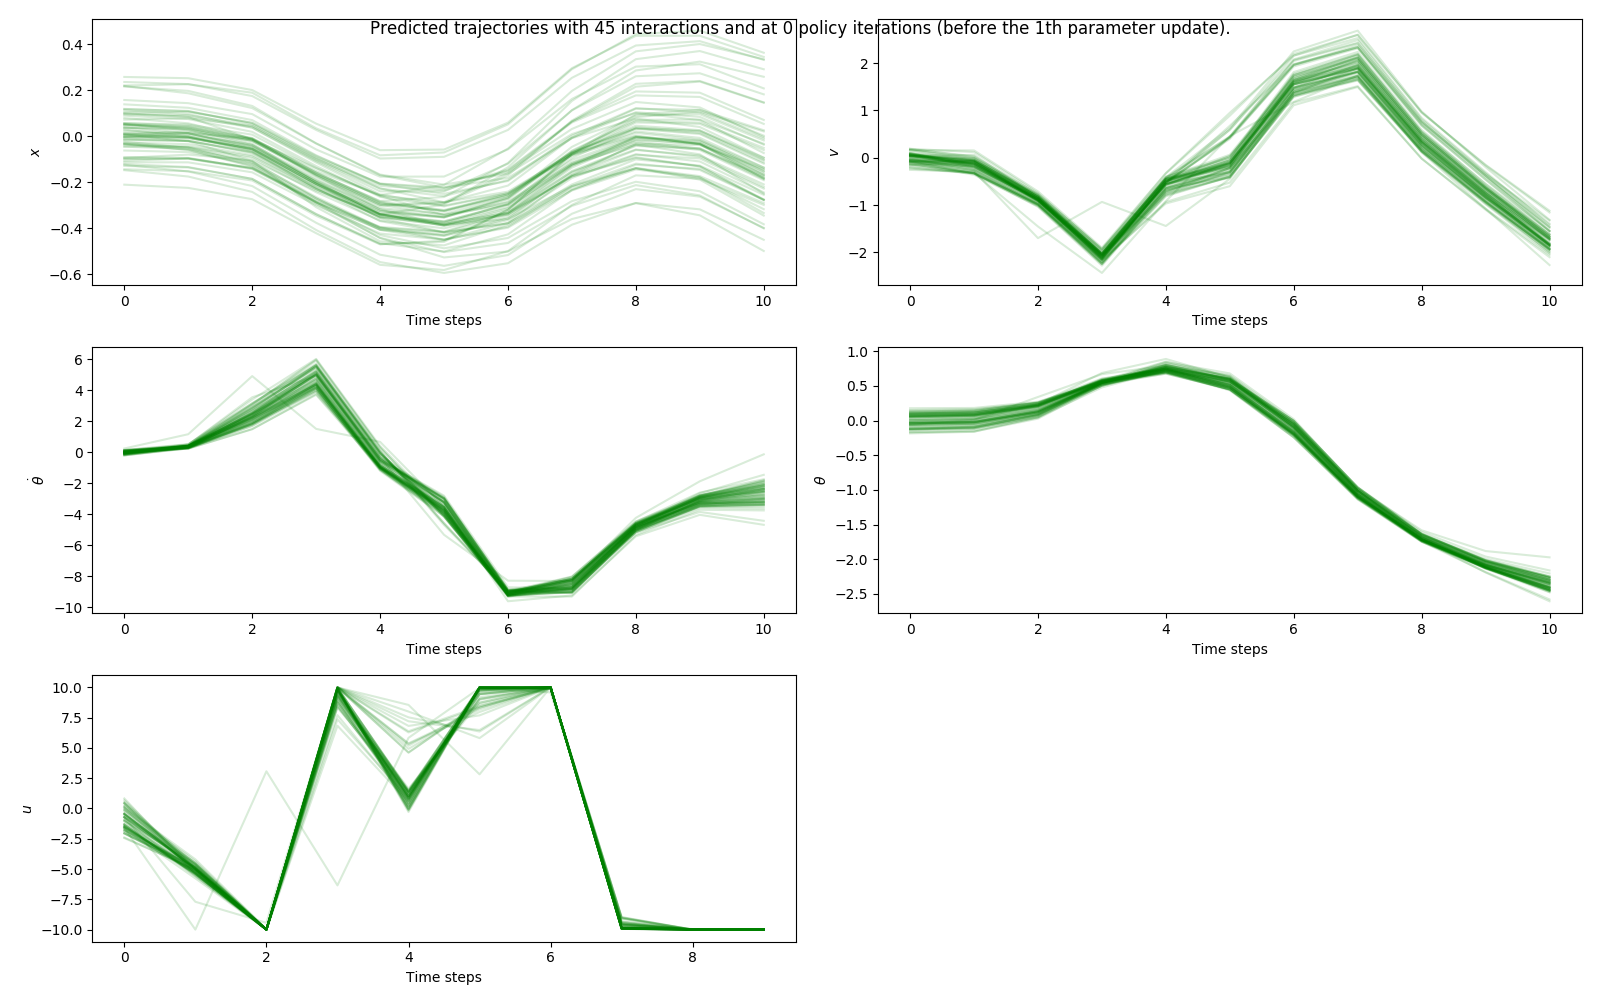 Predicted trajectories with 45 interactions and at 0 policy iterations (before the 1th parameter update).
0.4
0.2
0.0
−0.2
−0.4
−0.6
x
0 2 4 6 8 10
Time steps
2
1
0
−1
−2
v
0 2 4 6 8 10
Time steps
6
4
2
0
−2
−4
−6
−8
−10
θ̇
0 2 4 6 8 10
Time steps
1.0
0.5
0.0
−0.5
−1.0
−1.5
−2.0
−2.5
θ
0 2 4 6 8 10
Time steps
10.0
7.5
5.0
2.5
0.0
−2.5
−5.0
−7.5
−10.0
u
0 2 4 6 8
Time steps